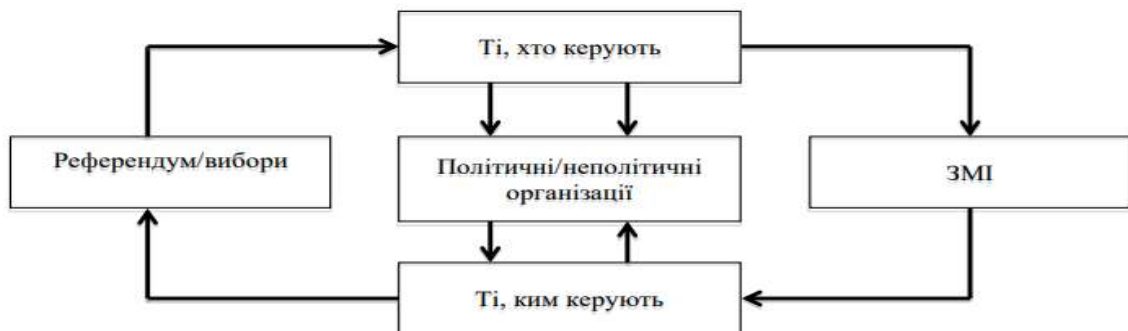 Ті, хто керують
Референдум/вибори
Політичні/неполітичні
організації
ЗМІ
Ті, ким керують